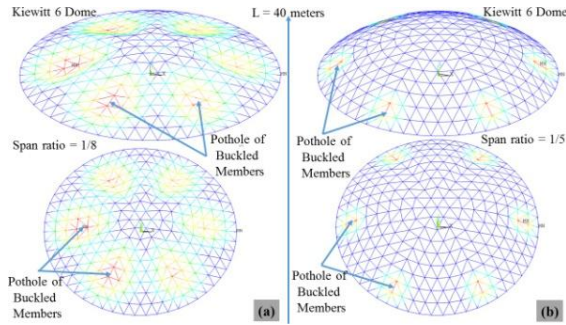 Kiewitt 6 Dome
L = 40 meters
Kiewitt 6 Dome
Pothole of
Buckled
Members
Span ratio = 1/8
Pothole of
Buckled
Members
Span ratio = 1/5
Pothole of
Buckled
Members
Pothole of
Buckled
Members
(a)
(b)